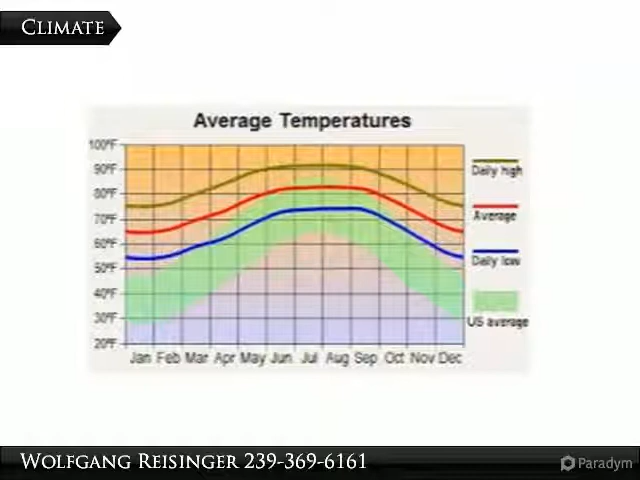 Climate
Average Temperatures
100°F
90°F
80°F
70°F
60°F
50°F
40°F
30°F
20°F
Jan Feb Mar Apr May Jun Jul Aug Sep Oct Nov Dec
Daily high
Average
Daily low
US average
Wolfgang Reisinger 239-369-6161
Paradym